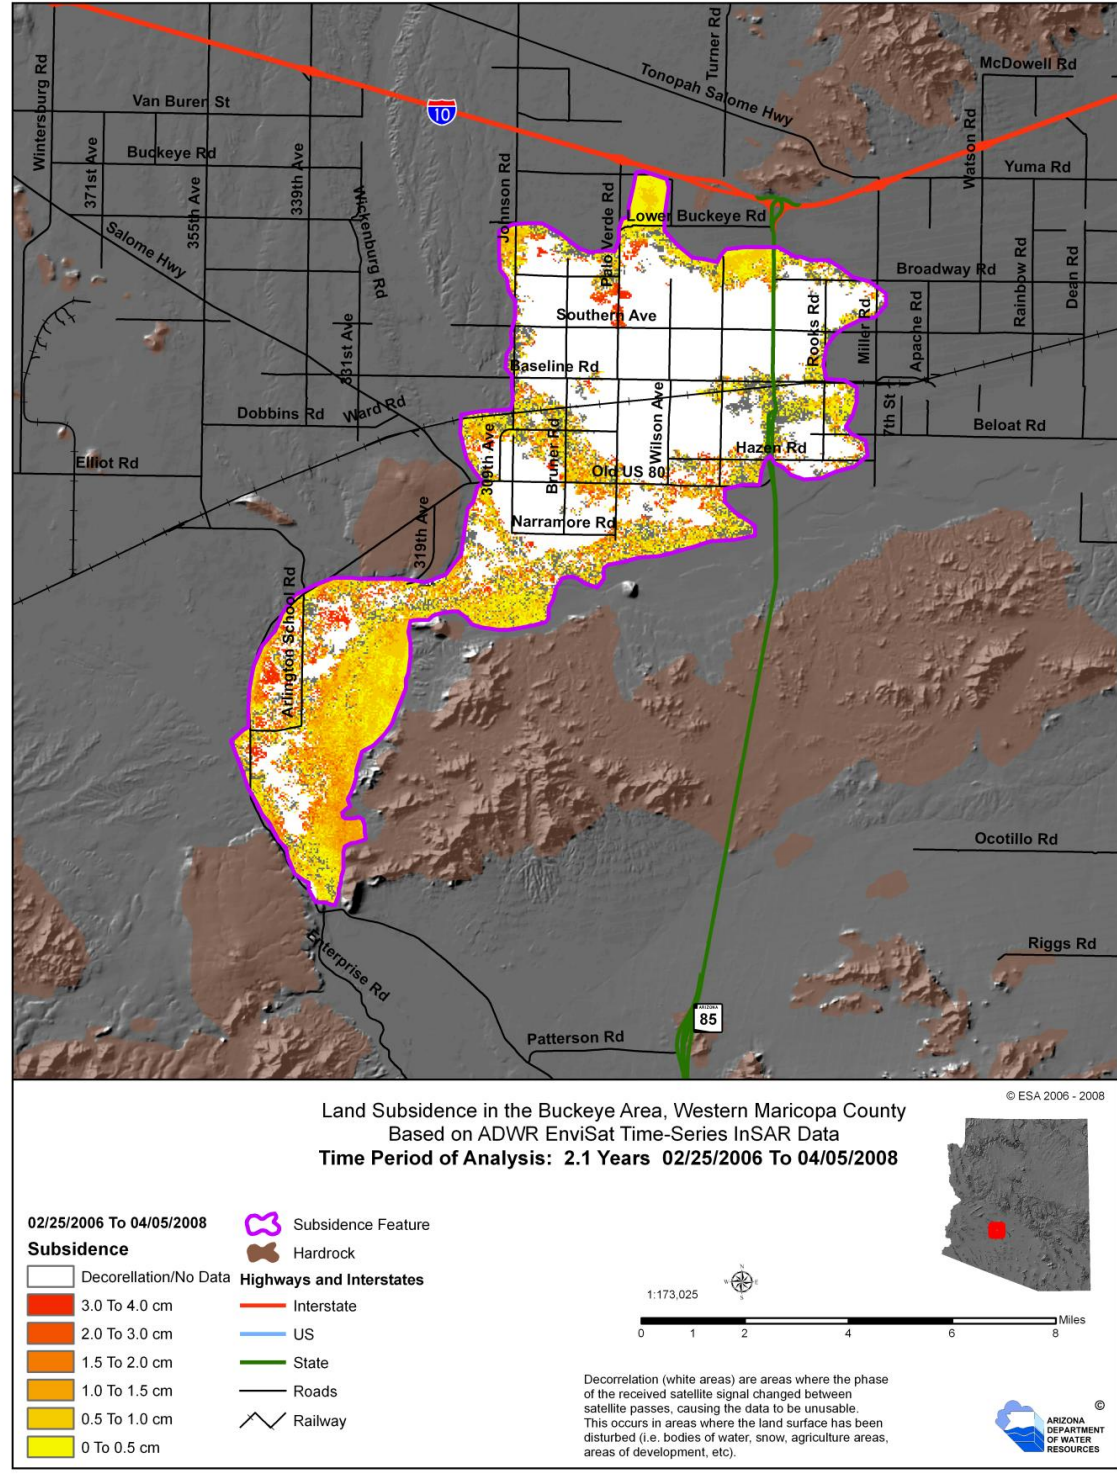 Turner Rd
McDowell Rd
Tonopah Salome Hwy
Wintersburg Rd
Van Buren St
10
Watson Rd
371st Ave
Buckeye Rd
339th Ave
Yuma Rd
355th Ave
Wickenburg Rd
Johnson Rd
Palo Verde Rd
Lower Buckeye Rd
Salome Hwy
Broadway Rd
Rainbow Rd
Dean Rd
Southern Ave
Rooks Rd
Miller Rd
Apache Rd
331st Ave
Baseline Rd
Dobbins Rd
Ward Rd
Wilson Ave
7th St
Beloat Rd
309th Ave
Bruner Rd
Hazen Rd
Elliot Rd
Old US 80
319th Ave
Narramore Rd
Arlington School Rd
Ocotillo Rd
Enterprise Rd
Riggs Rd
ARIZONA
85
Patterson Rd
© ESA 2006 - 2008
Land Subsidence in the Buckeye Area, Western Maricopa County
Based on ADWR EnviSat Time-Series InSAR Data
Time Period of Analysis: 2.1 Years 02/25/2006 To 04/05/2008
02/25/2006 To 04/05/2008
Subsidence
Decorellation/No Data
3.0 To 4.0 cm
2.0 To 3.0 cm
1.5 To 2.0 cm
1.0 To 1.5 cm
0.5 To 1.0 cm
0 To 0.5 cm
Subsidence Feature
Hardrock
Highways and Interstates
Interstate
US
State
Roads
Railway
N
W E
S
1:173,025
Miles
0 1 2 4 6 8
Decorrelation (white areas) are areas where the phase
of the received satellite signal changed between
satellite passes, causing the data to be unusable.
This occurs in areas where the land surface has been
disturbed (i.e. bodies of water, snow, agriculture areas,
areas of development, etc).
©
ARIZONA
DEPARTMENT
OF WATER
RESOURCES